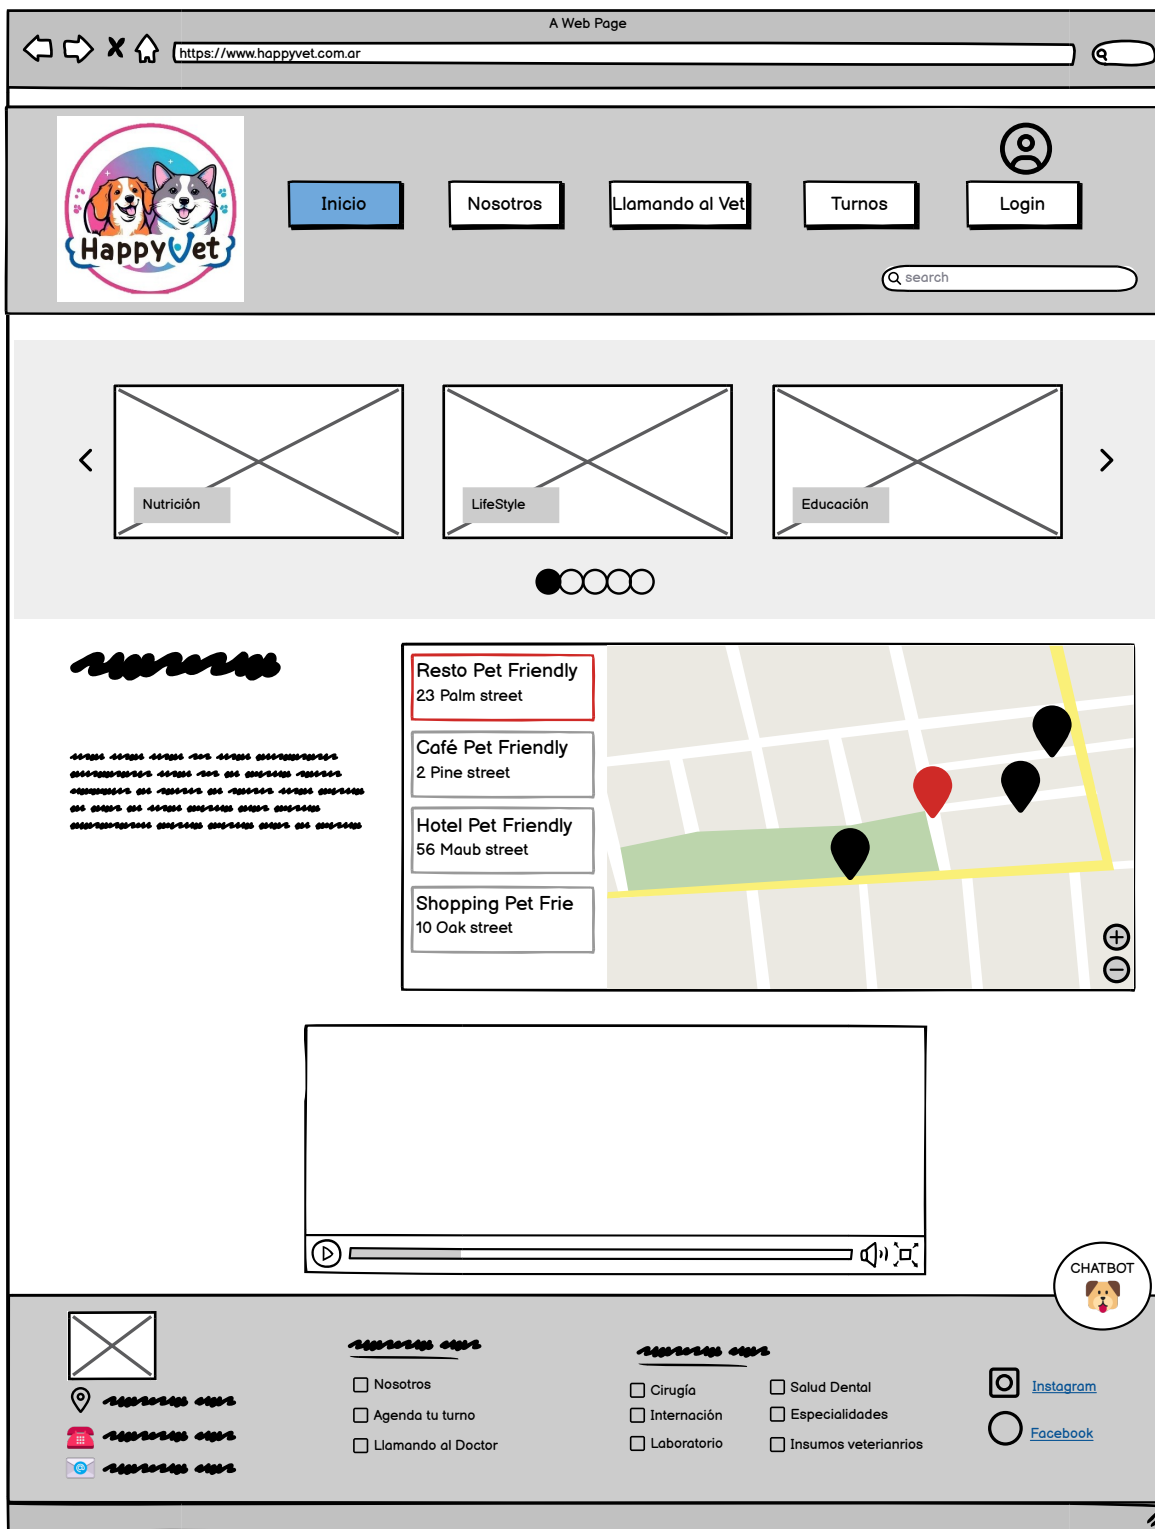 A Web Page
https://www.happyvet.com.ar
HappyVet
Inicio
Nosotros
Llamando al Vet
Turnos
Login
search
Nutrición
LifeStyle
Educación
Resto Pet Friendly
23 Palm street
Café Pet Friendly
2 Pine street
Hotel Pet Friendly
56 Maub street
Shopping Pet Frie
10 Oak street
CHATBOT
Nosotros
Agenda tu turno
Llamando al Doctor
Cirugía
Internación
Laboratorio
Salud Dental
Especialidades
Insumos veterianrios
Instagram
Facebook